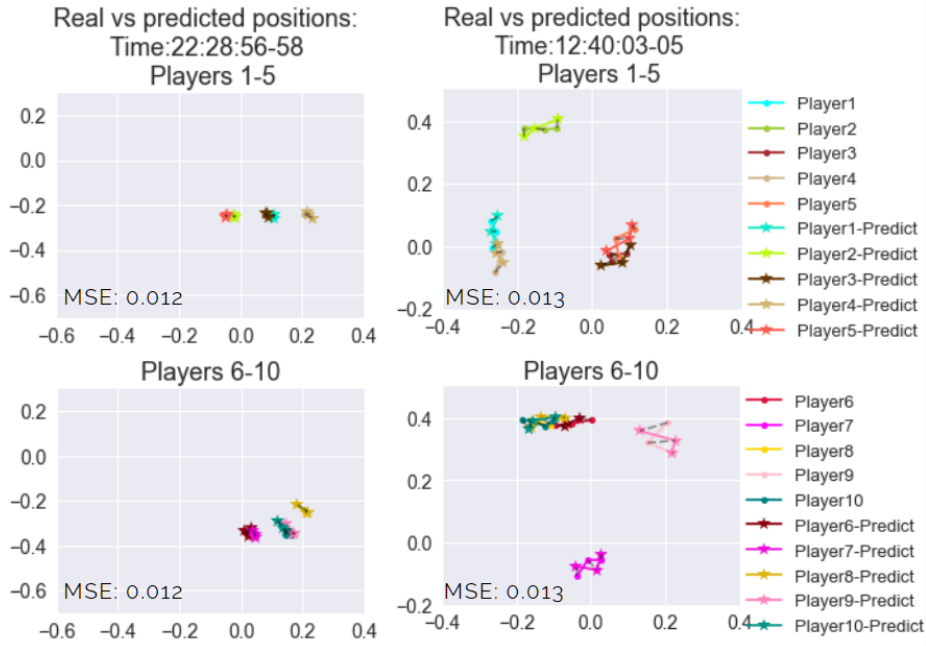 Real vs predicted positions:
Time:22:28:56-58
Players 1-5
0.2
0.0
−0.2
−0.4
−0.6
MSE: 0.012
−0.6 −0.4 −0.2 0.0 0.2 0.4
Real vs predicted positions:
Time:12:40:03-05
Players 1-5
0.4
0.2
0.0
−0.2
MSE: 0.013
−0.4 −0.2 0.0 0.2 0.4
Player1
Player2
Player3
Player4
Player5
Player1-Predict
Player2-Predict
Player3-Predict
Player4-Predict
Player5-Predict
Players 6-10
0.2
0.0
−0.2
−0.4
−0.6
MSE: 0.012
−0.6 −0.4 −0.2 0.0 0.2 0.4
Players 6-10
0.4
0.2
0.0
−0.2
MSE: 0.013
−0.4 −0.2 0.0 0.2 0.4
Player6
Player7
Player8
Player9
Player10
Player6-Predict
Player7-Predict
Player8-Predict
Player9-Predict
Player10-Predict